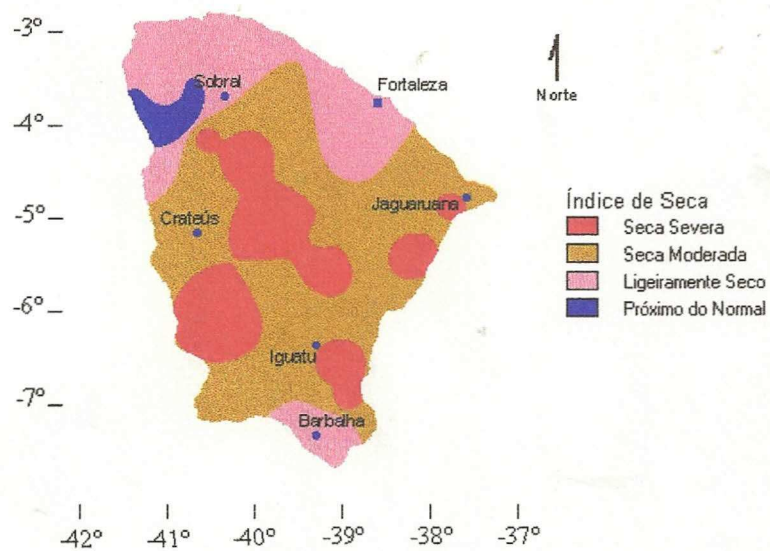 -3°
-4°
-5°
-6°
-7°
Sobral
Fortaleza
Norte
Jaguaruana
Crateús
Iguatu
Barbalha
Índice de Seca
Seca Severa
Seca Moderada
Ligeiramente Seco
Próximo do Normal
-42° -41° -40° -39° -38° -37°